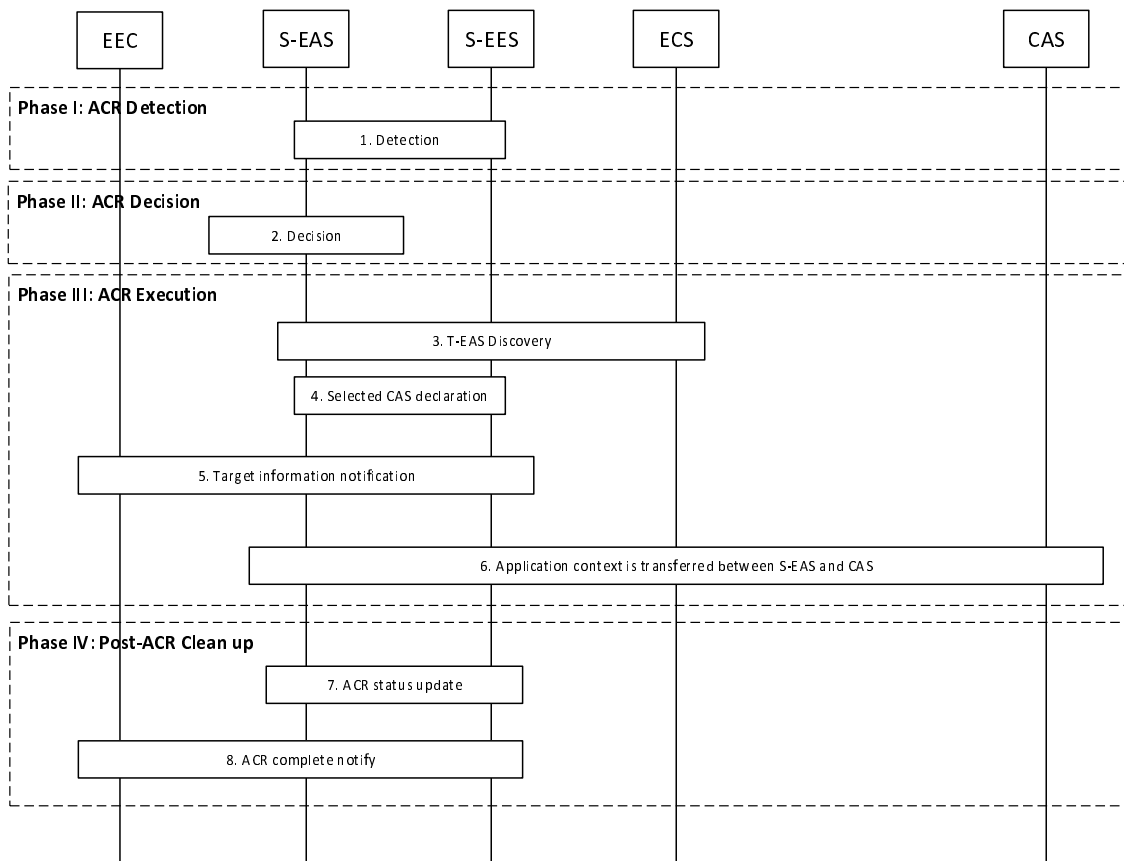 EEC
S-EAS
S-EES
ECS
CAS
Phase I: ACR Detection
1. Detection
Phase II: ACR Decision
2. Decision
Phase III: ACR Execution
3. T-EAS Discovery
4. Selected CAS declaration
5. Target information notification
6. Application context is transferred between S-EAS and CAS
Phase IV: Post-ACR Clean up
7. ACR status update
8. ACR complete notify